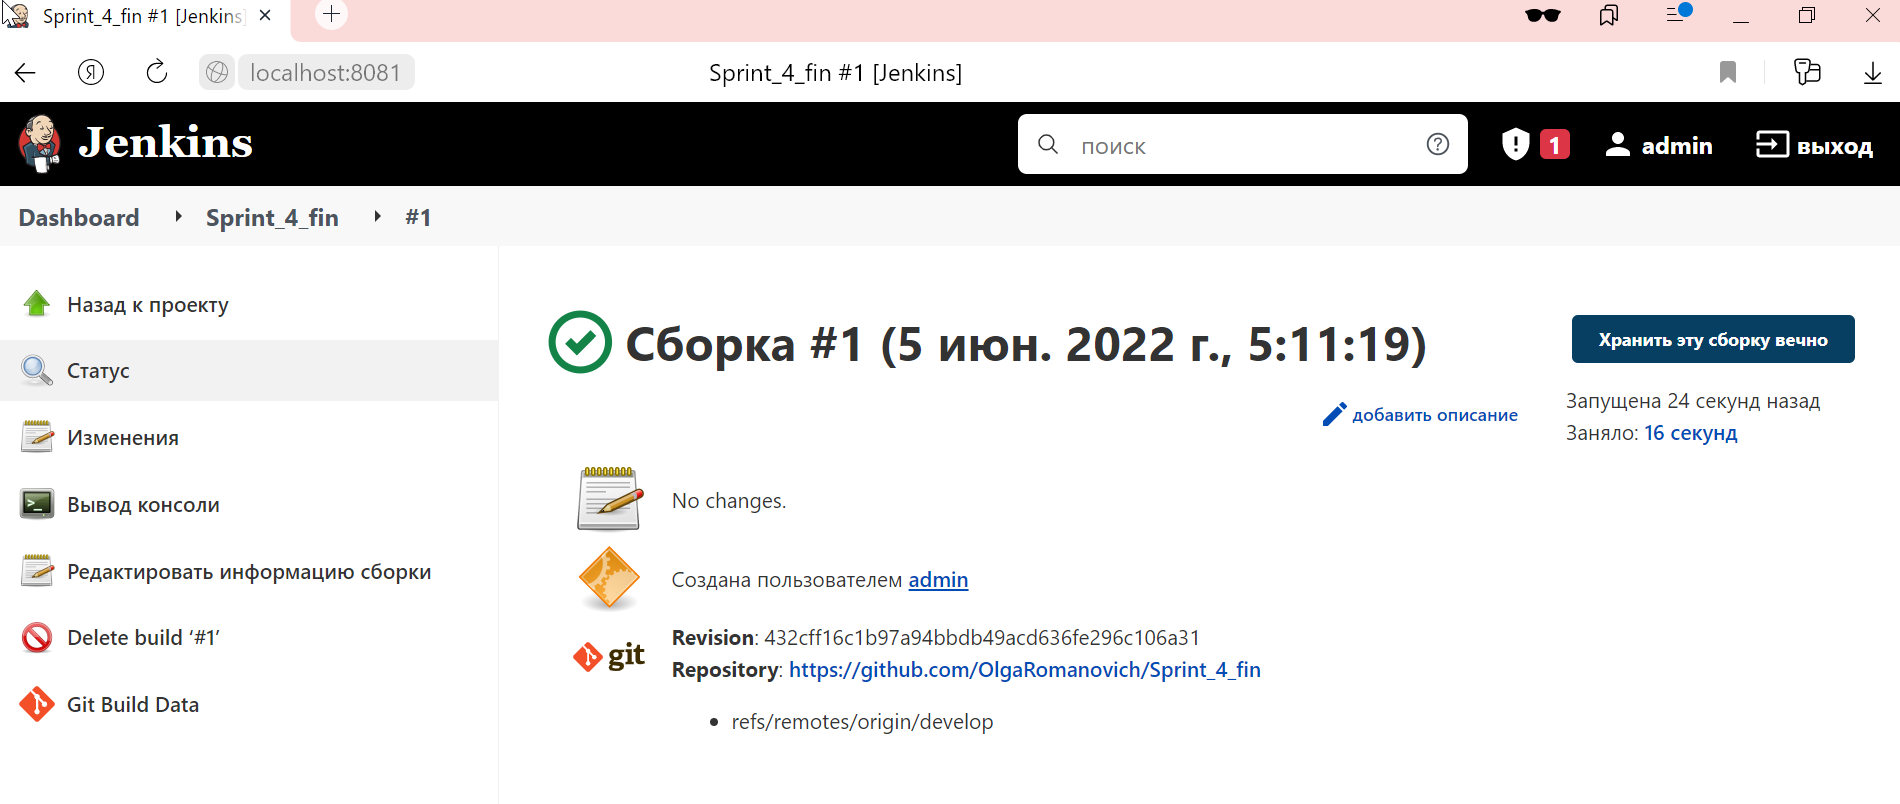 Sprint_4_fin #1 [Jenkins]
localhost:8081
Sprint_4_fin #1 [Jenkins]
Jenkins
поиск
1
admin
выход
Dashboard
Sprint_4_fin
#1
Назад к проекту
Статус
Изменения
Вывод консоли
Редактировать информацию сборки
Delete build ‘#1’
Git Build Data
Сборка #1 (5 июн. 2022 г., 5:11:19)
Хранить эту сборку вечно
добавить описание
Запущена 24 секунд назад
Заняло: 16 секунд
No changes.
Создана пользователем admin
git
Revision: 432cff16c1b97a94bbdb49acd636fe296c106a31
Repository: https://github.com/OlgaRomanovich/Sprint_4_fin
refs/remotes/origin/develop